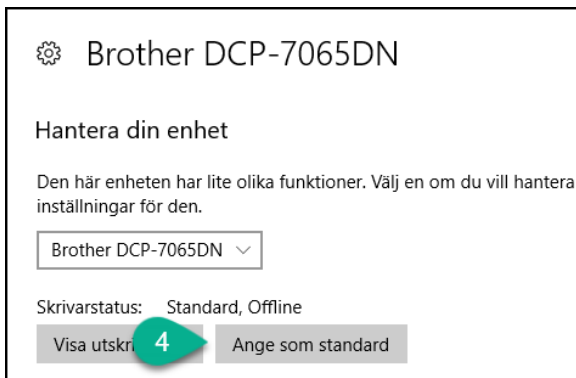 Brother DCP-7065DN
Hantera din enhet
Den här enheten har lite olika funktioner. Välj en om du vill hantera
inställningar för den.
Brother DCP-7065DN
Skrivarstatus: Standard, Offline
Visa 4 Ange som standard